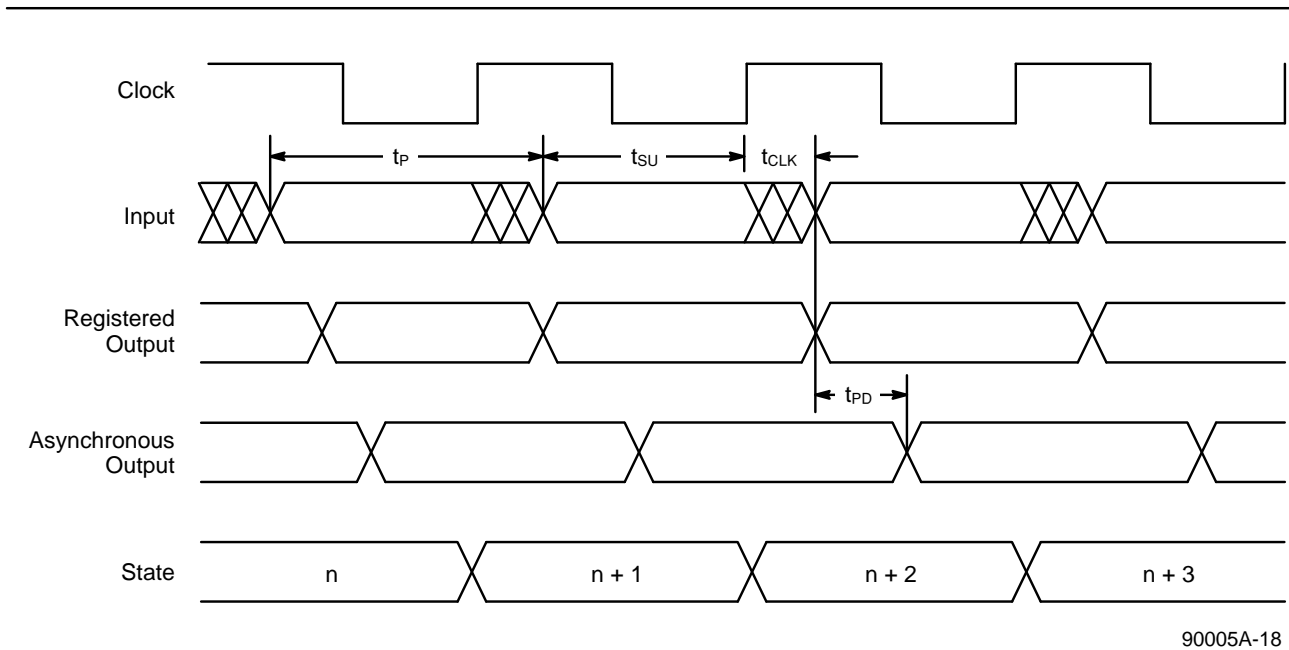 Clock
tP
tSU
tCLK
Input
Registered
Output
tPD
Asynchronous
Output
State
n
n + 1
n + 2
n + 3
90005A-18